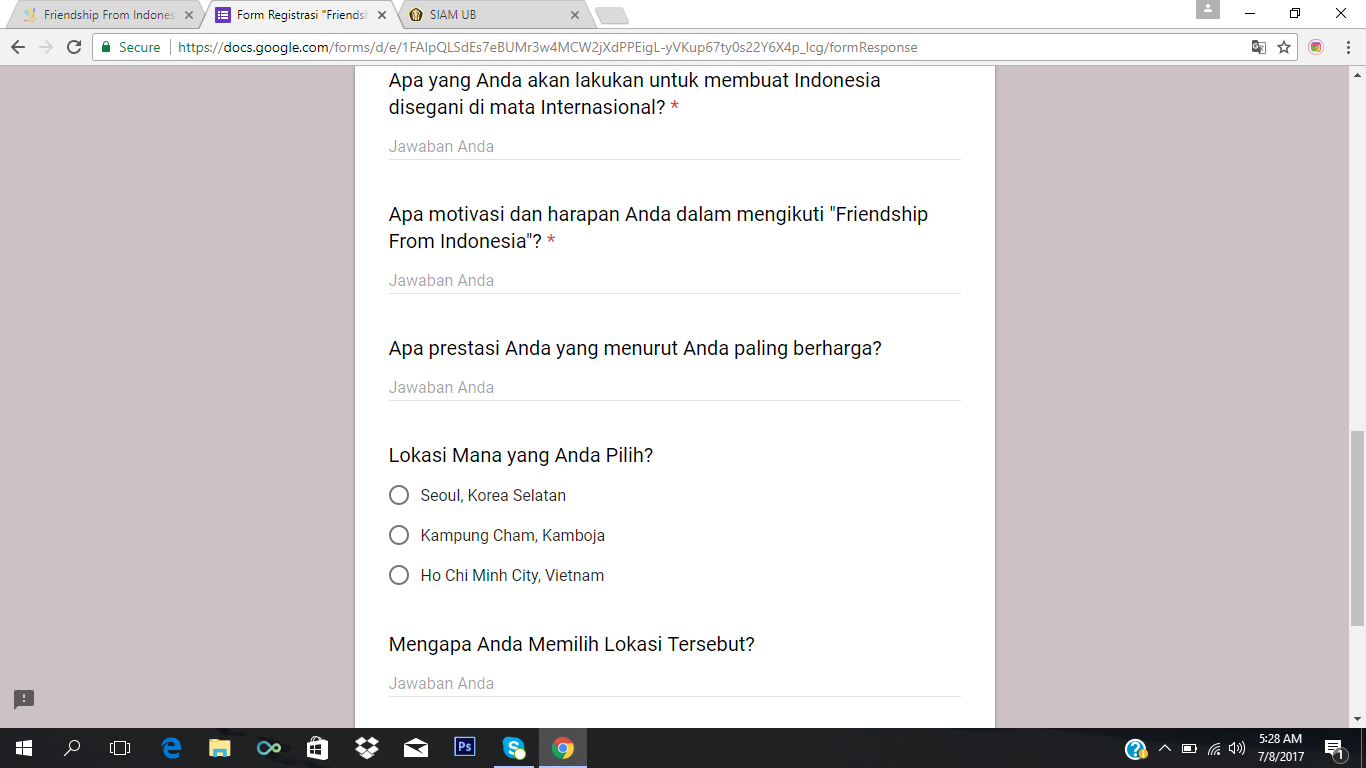 Friendship From Indones
Form Registrasi "Friendsh
SIAM UB
Secure
https://docs.google.com/forms/d/e/1FAIpQLSdEs7eBUMr3w4MCW2jXdPPEigL-yVKup67ty0s22Y6X4p_lcg/formResponse
Apa yang Anda akan lakukan untuk membuat Indonesia
disegani di mata Internasional? *
Jawaban Anda
Apa motivasi dan harapan Anda dalam mengikuti "Friendship
From Indonesia"? *
Jawaban Anda
Apa prestasi Anda yang menurut Anda paling berharga?
Jawaban Anda
Lokasi Mana yang Anda Pilih?
Seoul, Korea Selatan
Kampung Cham, Kamboja
Ho Chi Minh City, Vietnam
Mengapa Anda Memilih Lokasi Tersebut?
Jawaban Anda
Ps
5:28 AM
7/8/2017
1